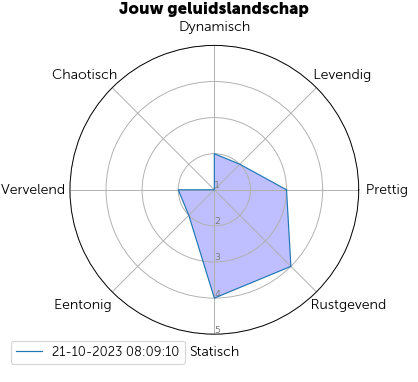 Jouw geluidslandschap
Dynamisch
Chaotisch
Levendig
Vervelend
Prettig
1
2
3
4
5
Eentonig
Rustgevend
Statisch
21-10-2023 08:09:10